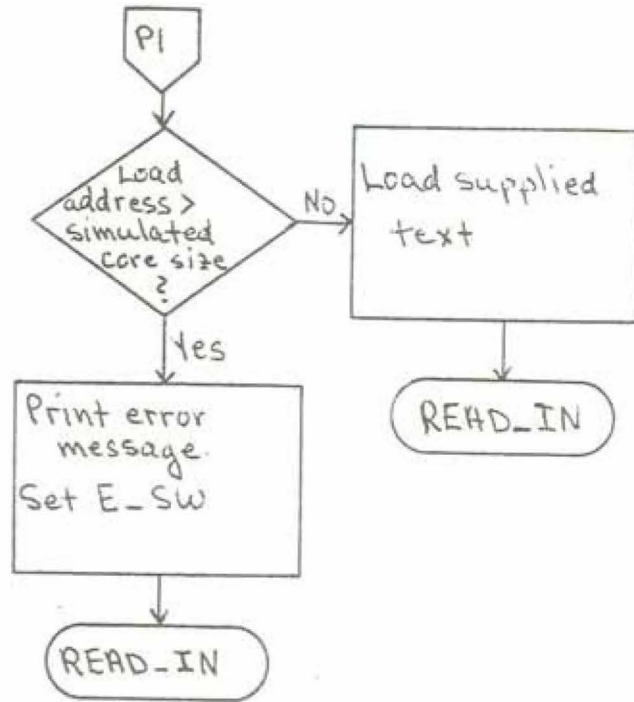 P1
Load
address >
simulated
core size
?
No
Load supplied
text
Yes
Print error
message.
Set E_SW
READ_IN
READ_IN